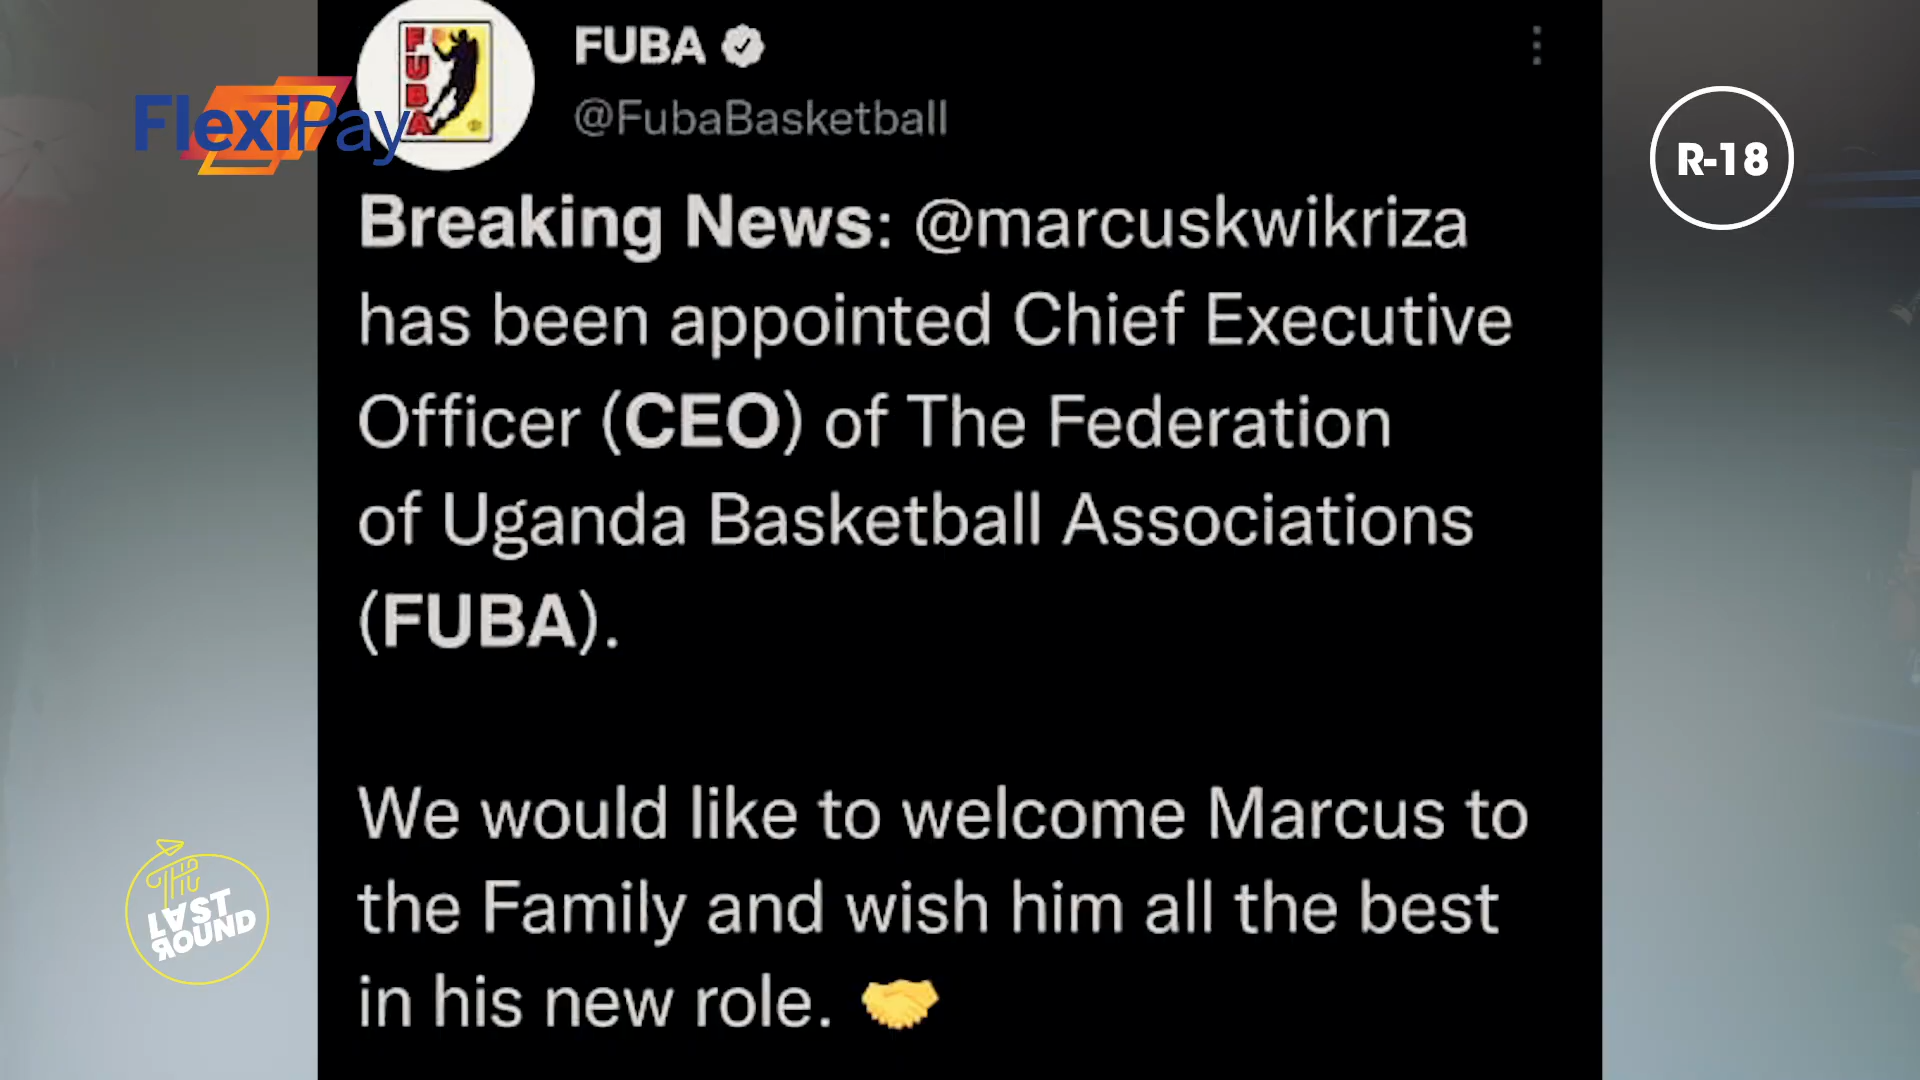 FUBA
@FubaBasketball
FUBA
FlexiPay
R-18
Breaking News: @marcuskwikriza
has been appointed Chief Executive
Officer (CEO) of The Federation
of Uganda Basketball Associations
(FUBA).
We would like to welcome Marcus to
the Family and wish him all the best
in his new role. 🤝
THE
LAST
ROUND